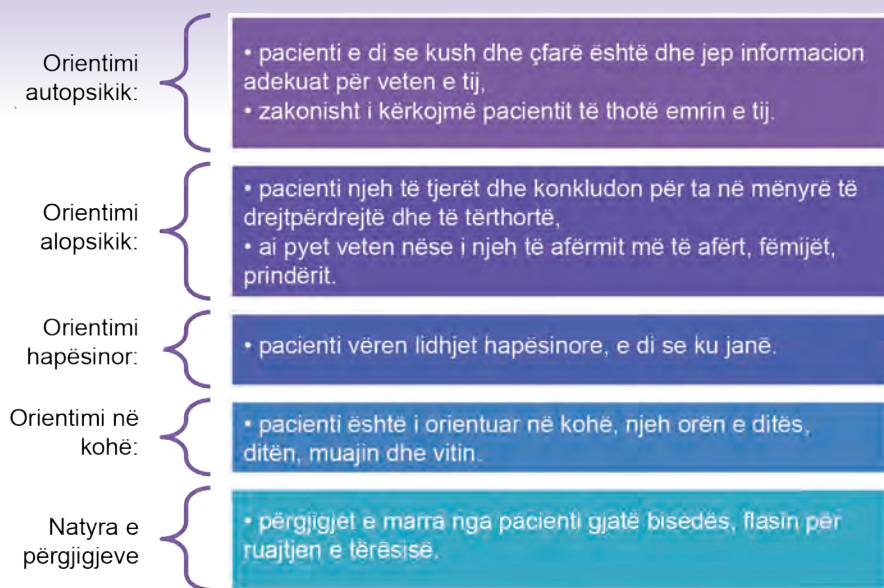 Orientimi
autopsikik:
• pacienti e di se kush dhe çfarë është dhe jep informacion
adekuat për veten e tij,
• zakonisht i kërkojmë pacientit të thotë emrin e tij.
Orientimi
alopsikik:
• pacienti njeh të tjerët dhe konkludon për ta në mënyrë të
drejtpërdrejtë dhe të tërthortë,
• ai pyet veten nëse i njeh të afërmit më të afërt, fëmijët,
prindërit.
Orientimi
hapësinor:
• pacienti vëren lidhjet hapësinore, e di se ku janë.
Orientimi në
kohë:
• pacienti është i orientuar në kohë, njeh orën e ditës,
ditën, muajin dhe vitin.
Natyra e
përgjigjeve
• përgjigjet e marra nga pacienti gjatë bisedës, flasin për
ruajtjen e tërësisë.